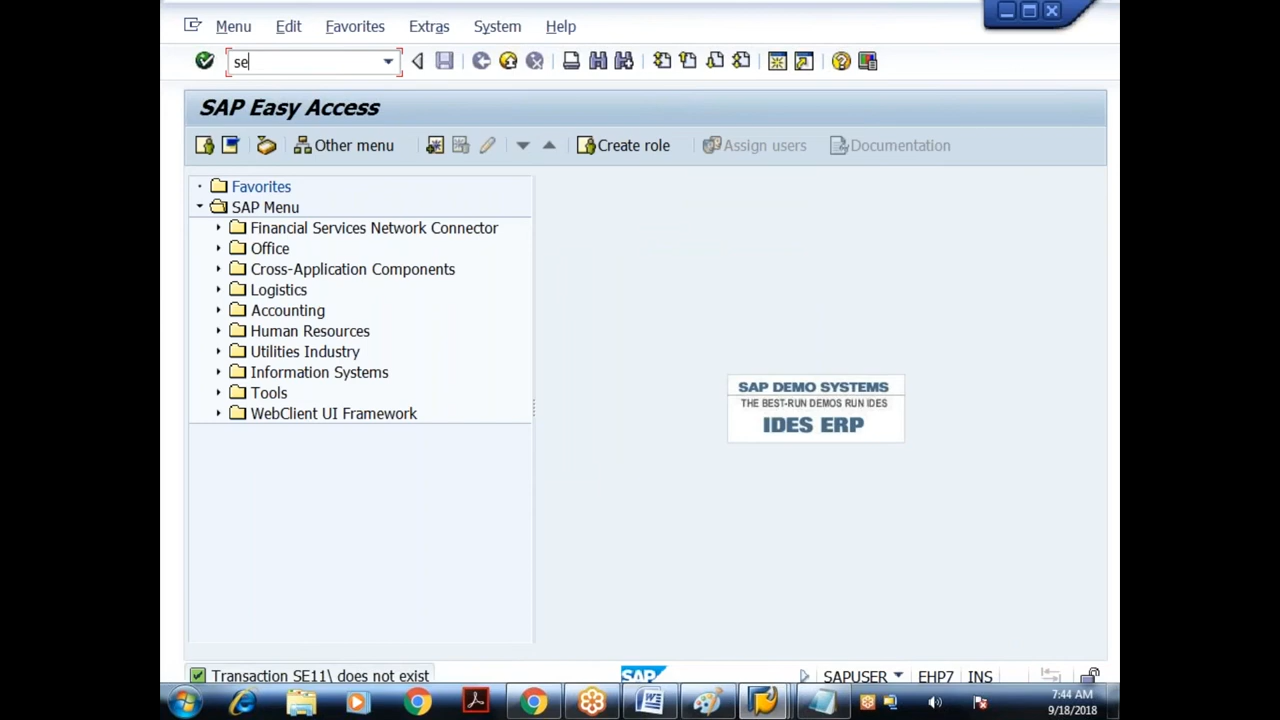 Menu Edit Favorites Extras System Help
se
SAP Easy Access
Other menu Create role Assign users Documentation
Favorites
SAP Menu
Financial Services Network Connector
Office
Cross-Application Components
Logistics
Accounting
Human Resources
Utilities Industry
Information Systems
Tools
WebClient UI Framework
SAP DEMO SYSTEMS
THE BEST-RUN DEMOS RUN IDES
IDES ERP
Transaction SE11\ does not exist SAP SAPUSER EHP7 INS
7:44 AM
9/18/2018